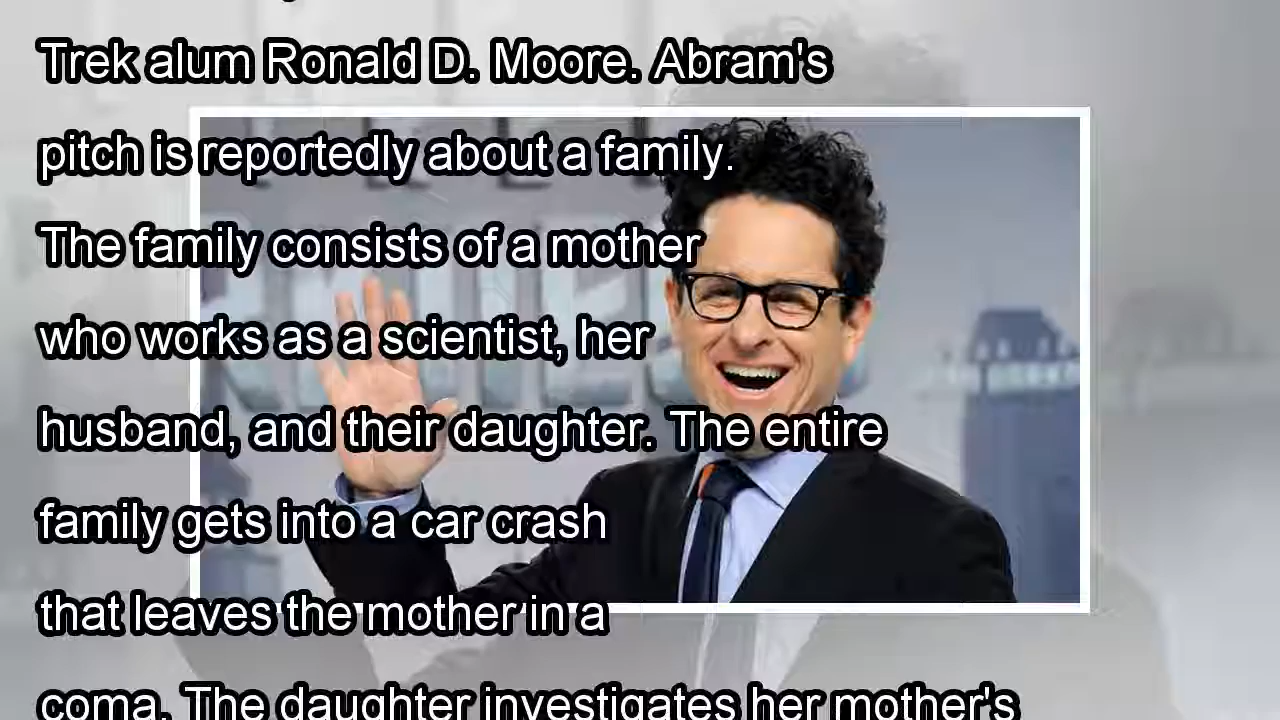 Trek alum Ronald D. Moore. Abram's
pitch is reportedly about a family.
The family consists of a mother
who works as a scientist, her
husband, and their daughter. The entire
family gets into a car crash
that leaves the mother in a
coma. The daughter investigates her mother's